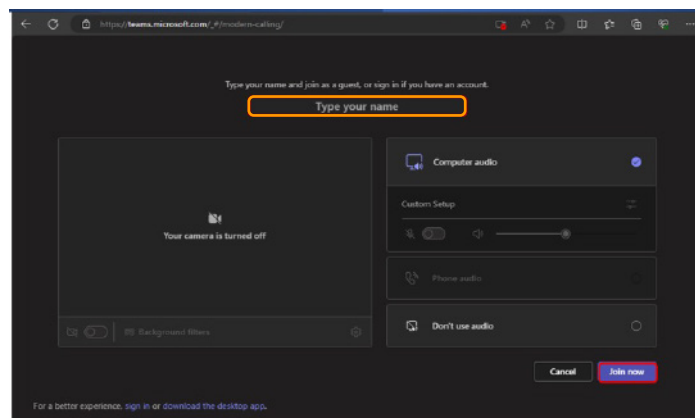 https://teams.microsoft.com/_#/modern-calling/
Type your name and join as a guest, or sign in if you have an account.
Type your name
Your camera is turned off
Background filters
Computer audio
Custom Setup
Phone audio
Don't use audio
Cancel
Join now
For a better experience, sign in or download the desktop app.